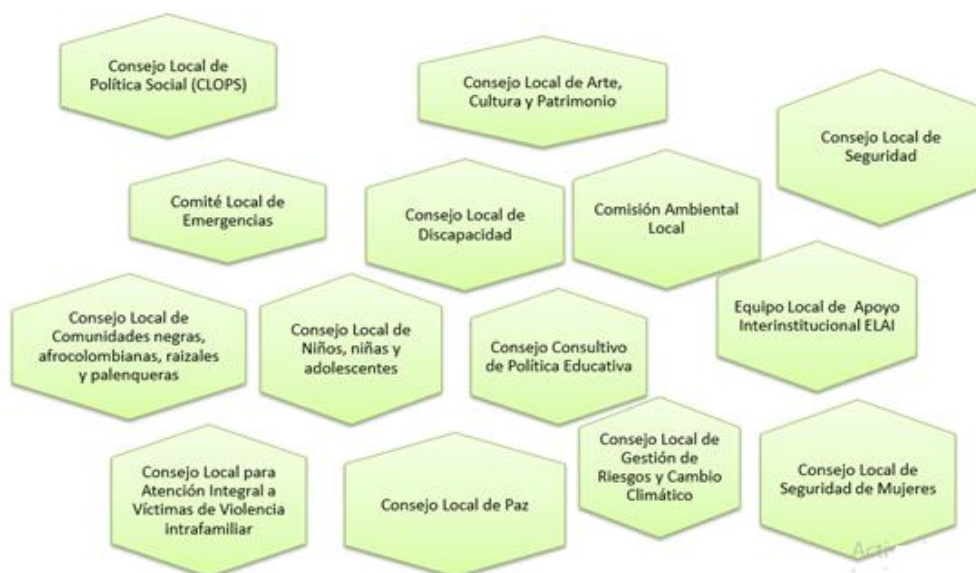 Consejo Local de
Política Social (CLOPS)
Consejo Local de Arte,
Cultura y Patrimonio
Consejo Local de
Seguridad
Comité Local de
Emergencias
Consejo Local de
Discapacidad
Comisión Ambiental
Local
Equipo Local de Apoyo
Interinstitucional ELAI
Consejo Local de
Comunidades negras,
afrocolombianas, raizales
y palenqueras
Consejo Local de
Niños, niñas y
adolescentes
Consejo Consultivo
de Política Educativa
Consejo Local para
Atención Integral a
Víctimas de Violencia
intrafamiliar
Consejo Local de Paz
Consejo Local de
Gestión de
Riesgos y Cambio
Climático
Consejo Local de
Seguridad de Mujeres